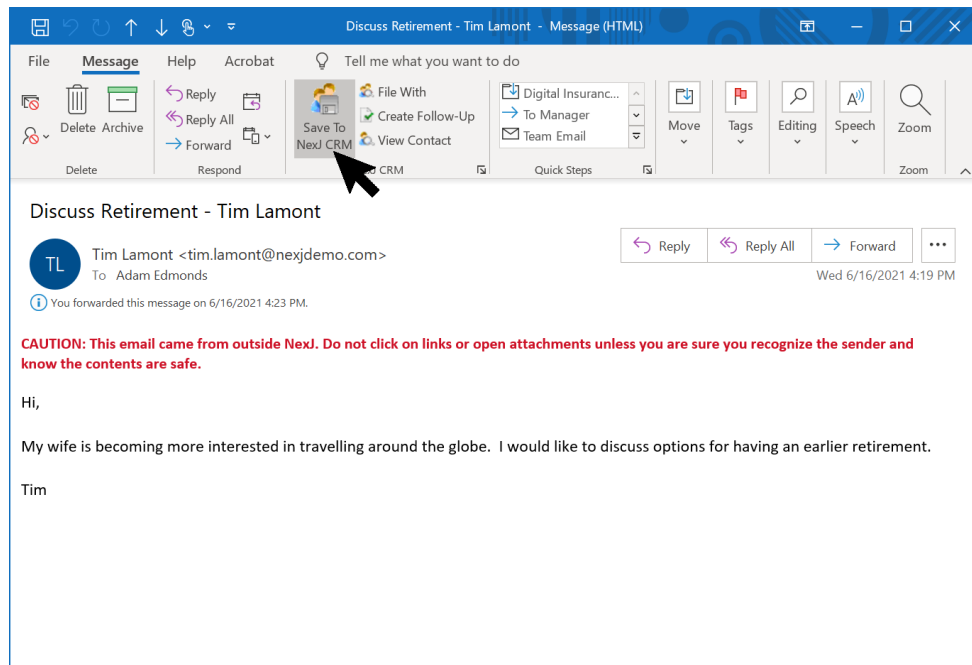 Discuss Retirement - Tim Lamont - Message (HTML)
File Message Help Acrobat Tell me what you want to do
Delete Archive
Reply
Reply All
Forward
Save To
NexJ CRM
File With
Create Follow-Up
View Contact
Digital Insuranc...
To Manager
Team Email
Move
Tags
Editing
A
Speech
Zoom
Delete Respond CRM Quick Steps Zoom
Discuss Retirement - Tim Lamont
TL
Tim Lamont <tim.lamont@nexjdemo.com>
To Adam Edmonds
Reply Reply All Forward ...
Wed 6/16/2021 4:19 PM
i You forwarded this message on 6/16/2021 4:23 PM.
CAUTION: This email came from outside NexJ. Do not click on links or open attachments unless you are sure you recognize the sender and
know the contents are safe.
Hi,
My wife is becoming more interested in travelling around the globe.  I would like to discuss options for having an earlier retirement.
Tim